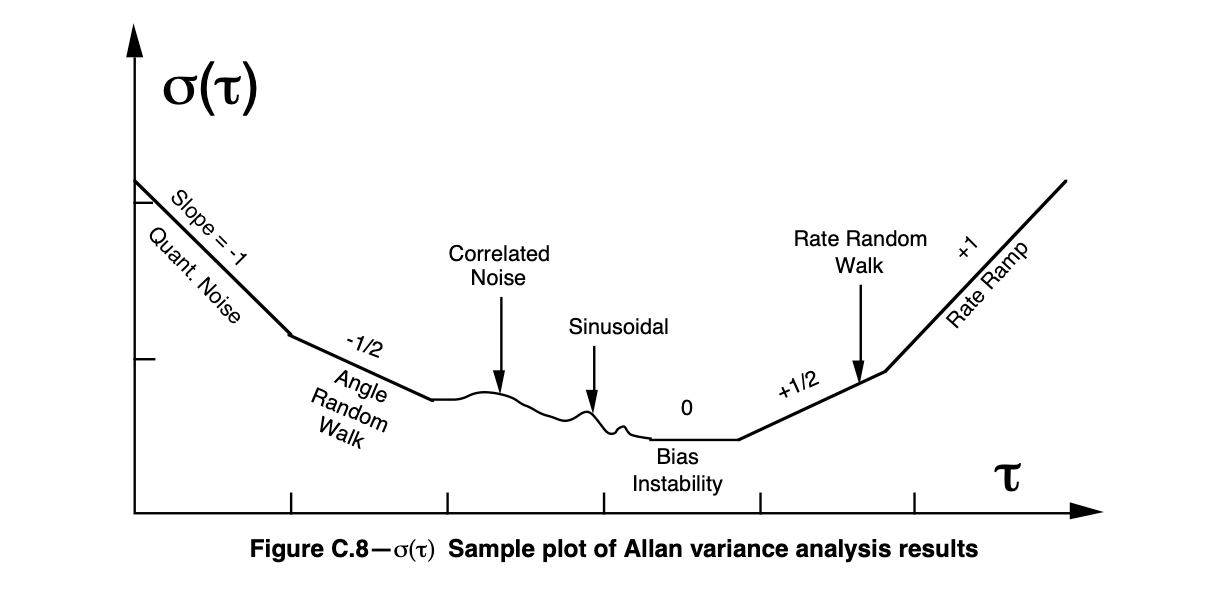 σ(τ)
Slope = -1
Quant. Noise
-1/2
Angle
Random
Walk
Correlated
Noise
Sinusoidal
0
Bias
Instability
Rate Random
Walk
+1/2
+1
Rate Ramp
τ
Figure C.8—σ(τ) Sample plot of Allan variance analysis results